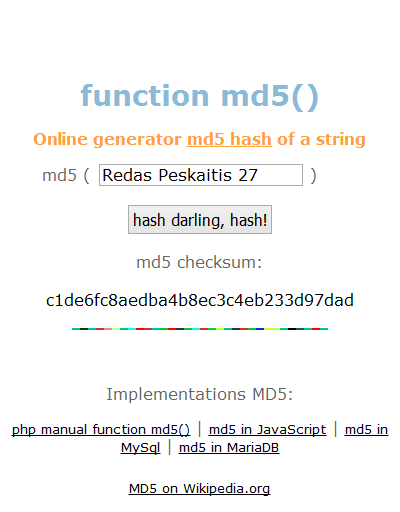 function md5()
Online generator md5 hash of a string
md5 ( Redas Peskaitis 27 )
hash darling, hash!
md5 checksum:
c1de6fc8aedba4b8ec3c4eb233d97dad
Implementations MD5:
php manual function md5() | md5 in JavaScript | md5 in
MySql | md5 in MariaDB
MD5 on Wikipedia.org